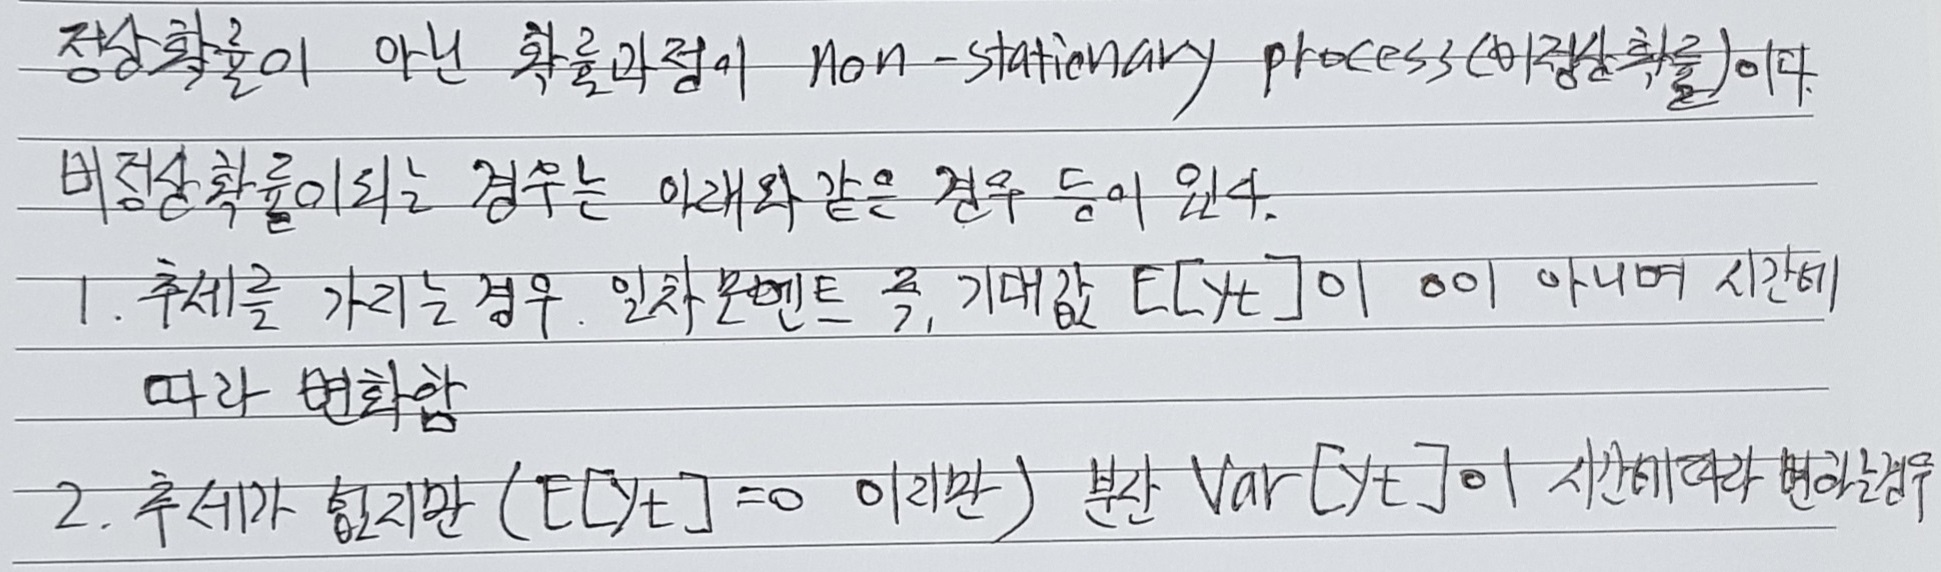 정상확률이 아닌 확률과정이 non-stationary process(비정상확률)이다.
비정상확률이되는 경우는 아래와 같은 경우 등이 있다.
1. 추세를 가지는 경우. 일차 모멘트 즉, 기대값 E[yt]이 0이 아니며 시간에
따라 변화함
2. 추세가 없지만 (E[yt]=0 이지만) 분산 Var[yt]이 시간에따라 변하는경우